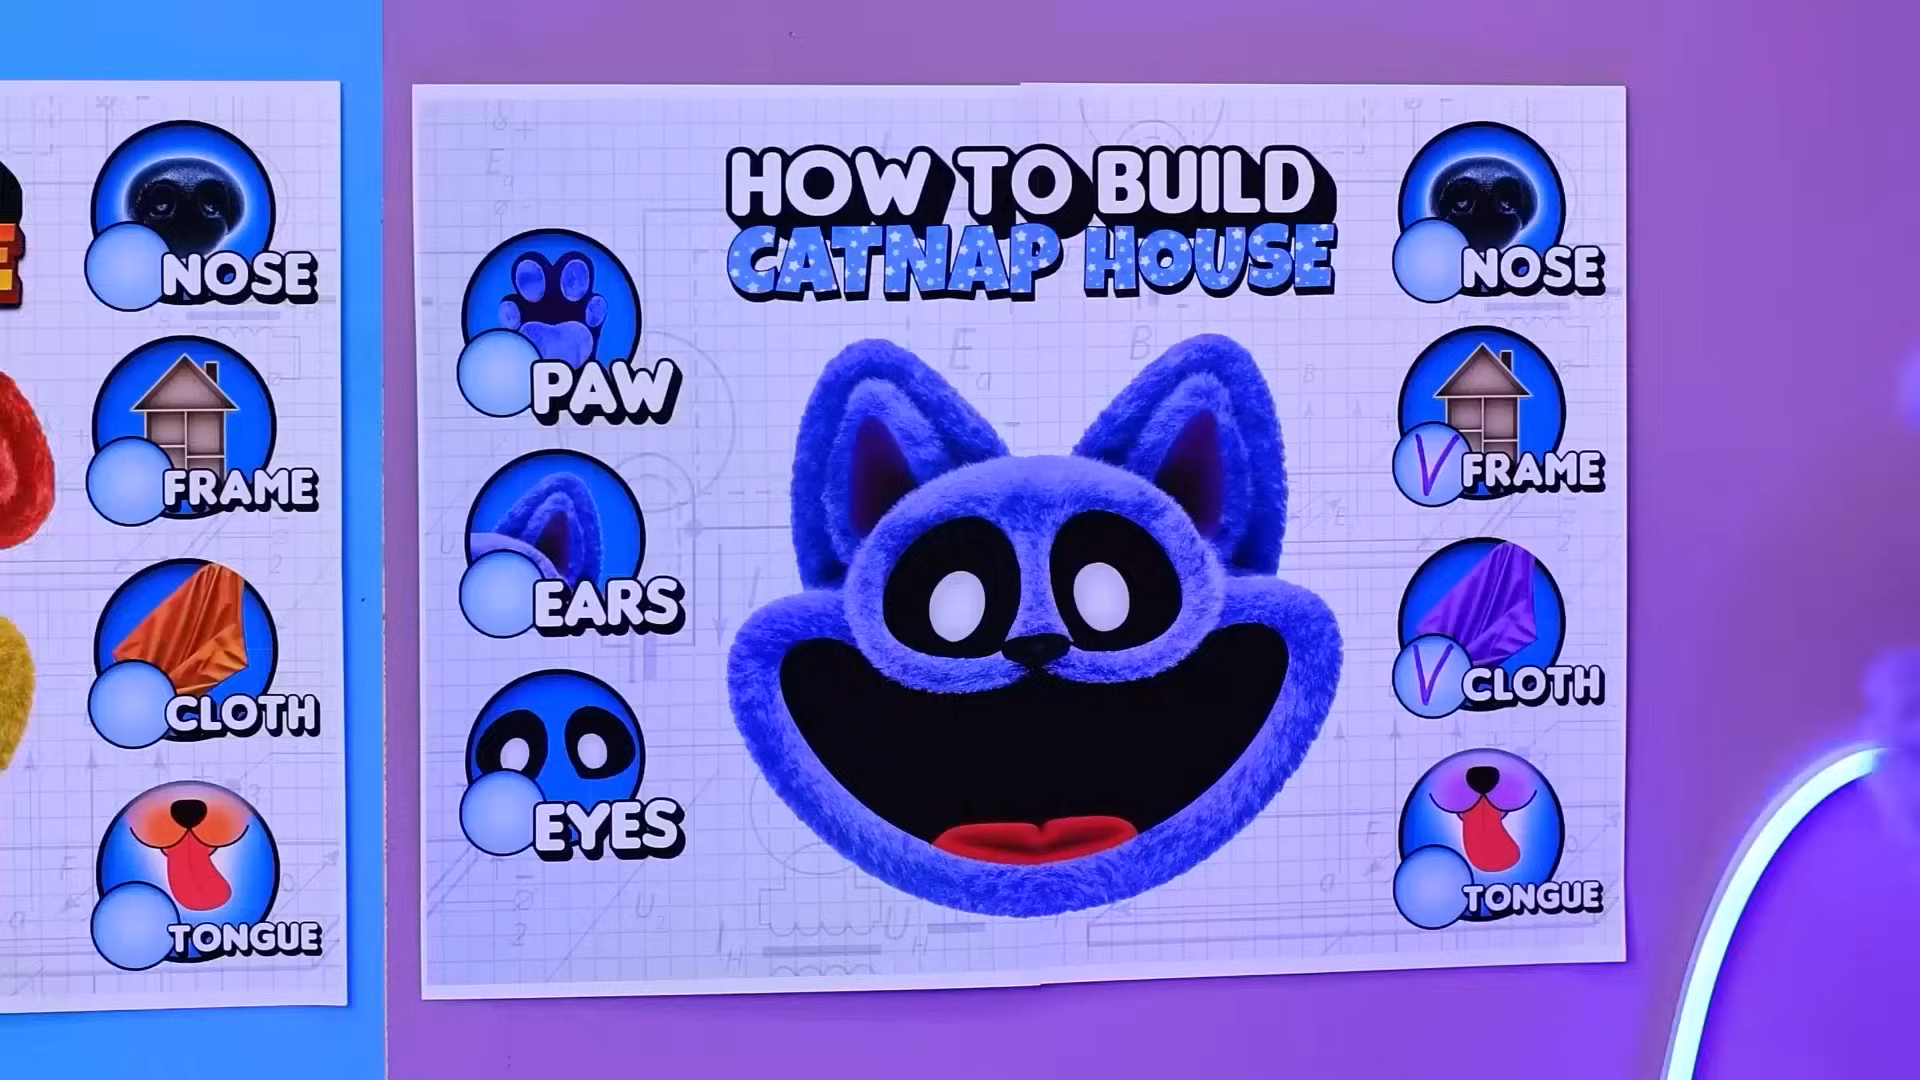 NOSE
FRAME
CLOTH
TONGUE
HOW TO BUILD
CATNAP HOUSE
PAW
EARS
EYES
NOSE
V FRAME
V CLOTH
TONGUE